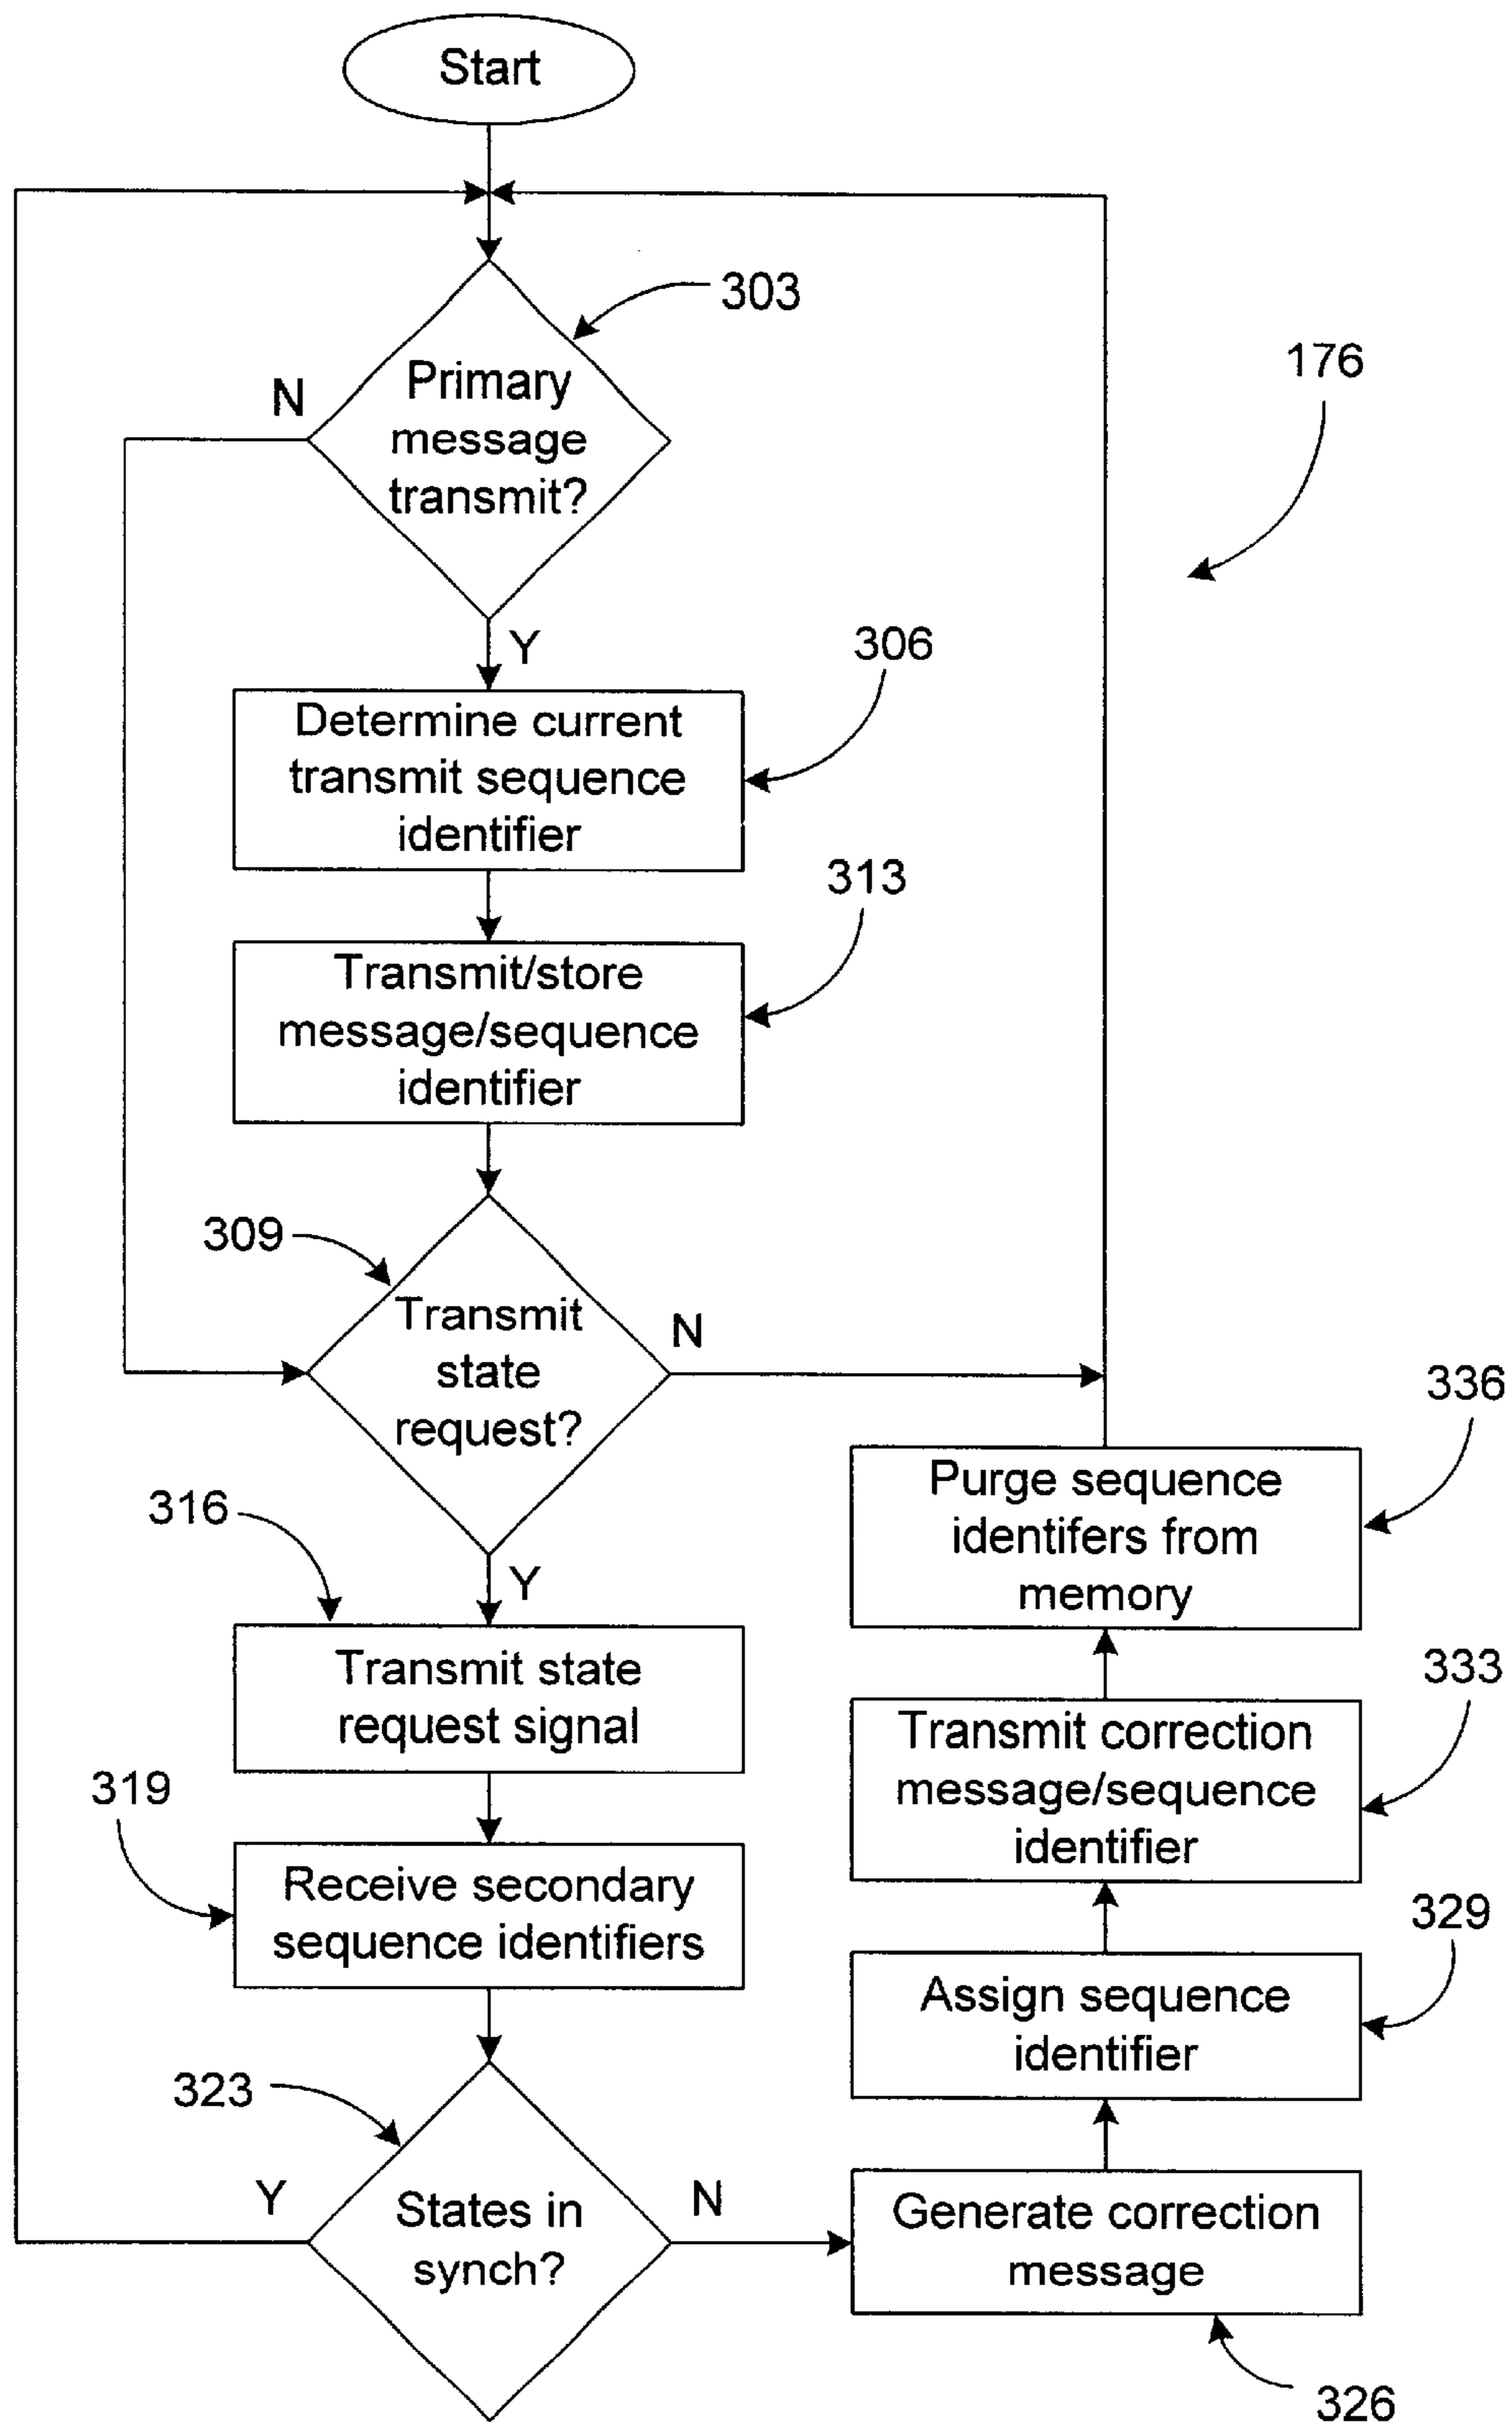 Start
303
176
N
Primary
message
transmit?
Y
306
Determine current
transmit sequence
identifier
313
Transmit/store
message/sequence
identifier
309
Transmit
state
request?
N
336
Purge sequence
identifers from
memory
316
Y
Transmit state
request signal
333
Transmit correction
message/sequence
identifier
319
Receive secondary
sequence identifiers
329
Assign sequence
identifier
323
Y
States in
synch?
N
Generate correction
message
326